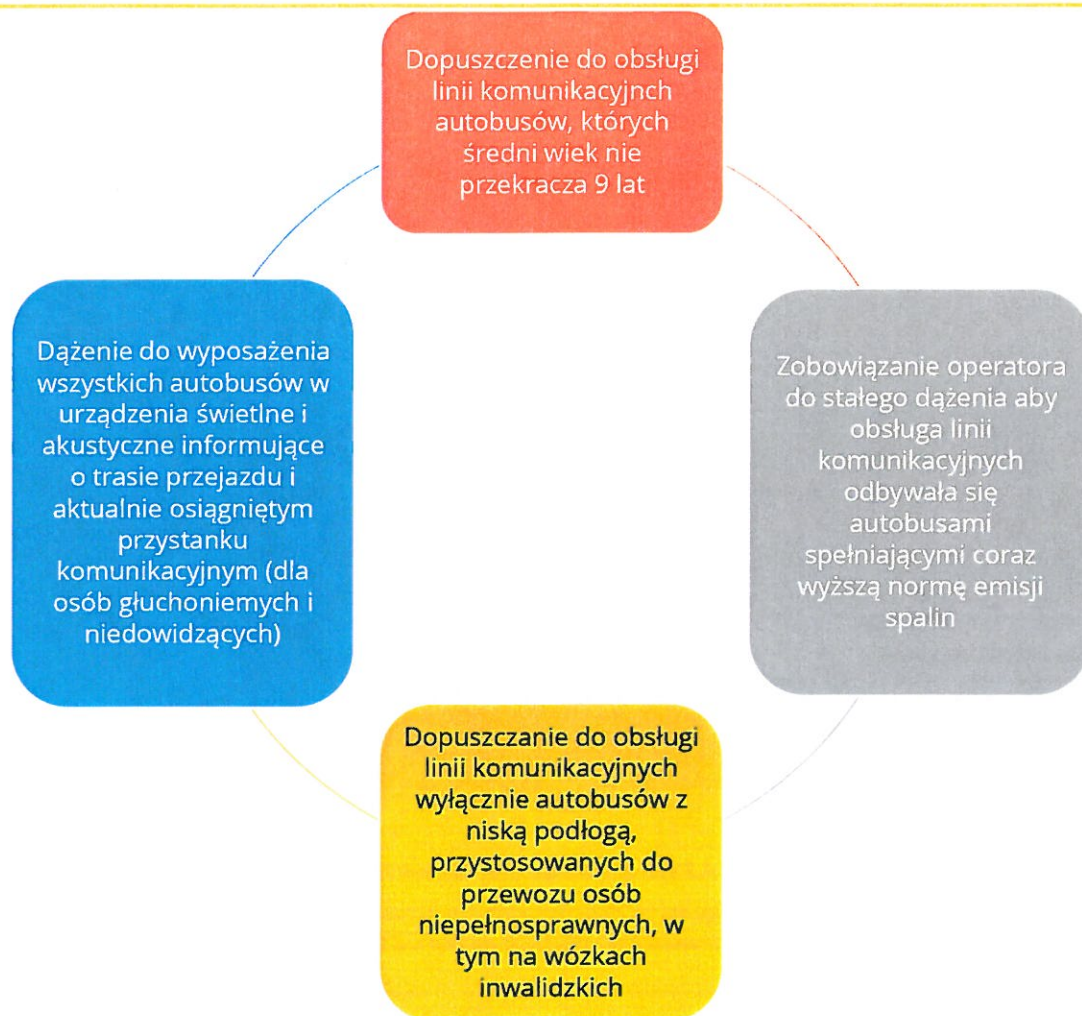 Dopuszczenie do obsługi
linii komunikacyjnch
autobusów, których
średni wiek nie
przekracza 9 lat
Dążenie do wyposażenia
wszystkich autobusów w
urządzenia świetlne i
akustyczne informujące
o trasie przejazdu i
aktualnie osiągniętym
przystanku
komunikacyjnym (dla
osób głuchoniemych i
niedowidzących)
Zobowiązanie operatora
do stałego dążenia aby
obsługa linii
komunikacyjnych
odbywała się
autobusami
spełniającymi coraz
wyższą normę emisji
spalin
Dopuszczanie do obsługi
linii komunikacyjnych
wyłącznie autobusów z
niską podłogą,
przystosowanych do
przewozu osób
niepełnosprawnych, w
tym na wózkach
inwalidzkich